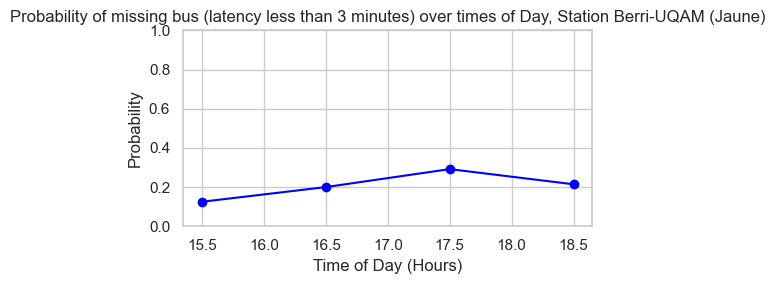 Probability of missing bus (latency less than 3 minutes) over times of Day, Station Berri-UQAM (Jaune)
1.0
0.8
0.6
0.4
0.2
0.0
Probability
15.5 16.0 16.5 17.0 17.5 18.0 18.5
Time of Day (Hours)